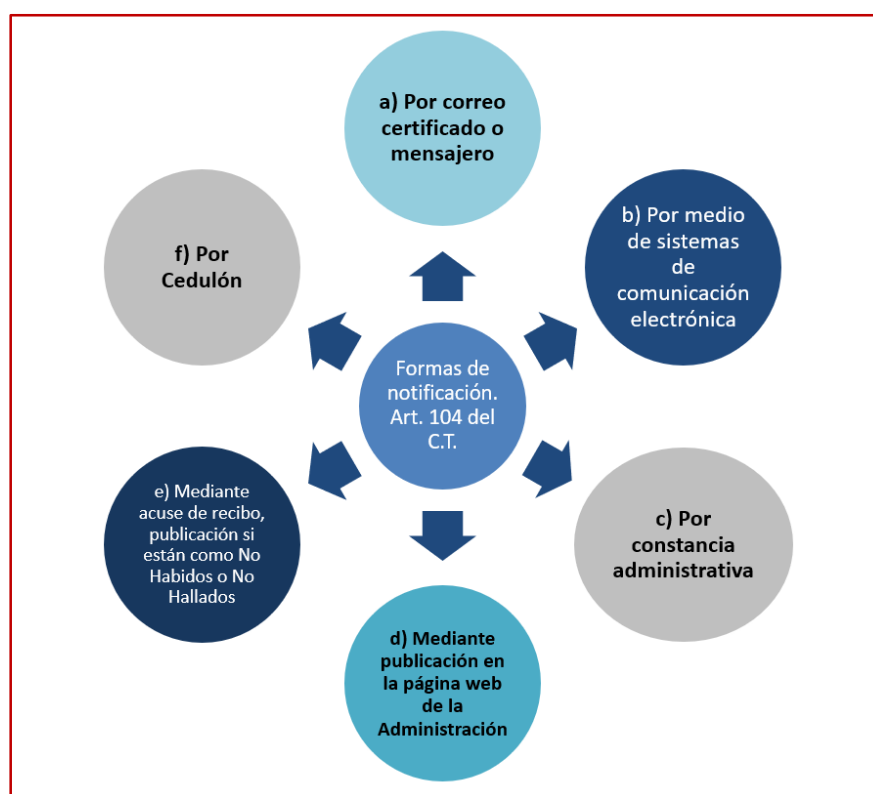 a) Por correo
certificado o
mensajero
b) Por medio
de sistemas
de
comunicación
electrónica
c) Por
constancia
administrativa
d) Mediante
publicación en
la página web
de la
Administración
e) Mediante
acuse de recibo,
publicación si
están como No
Habidos o No
Hallados
f) Por
Cedulón
Formas de
notificación.
Art. 104 del
C.T.